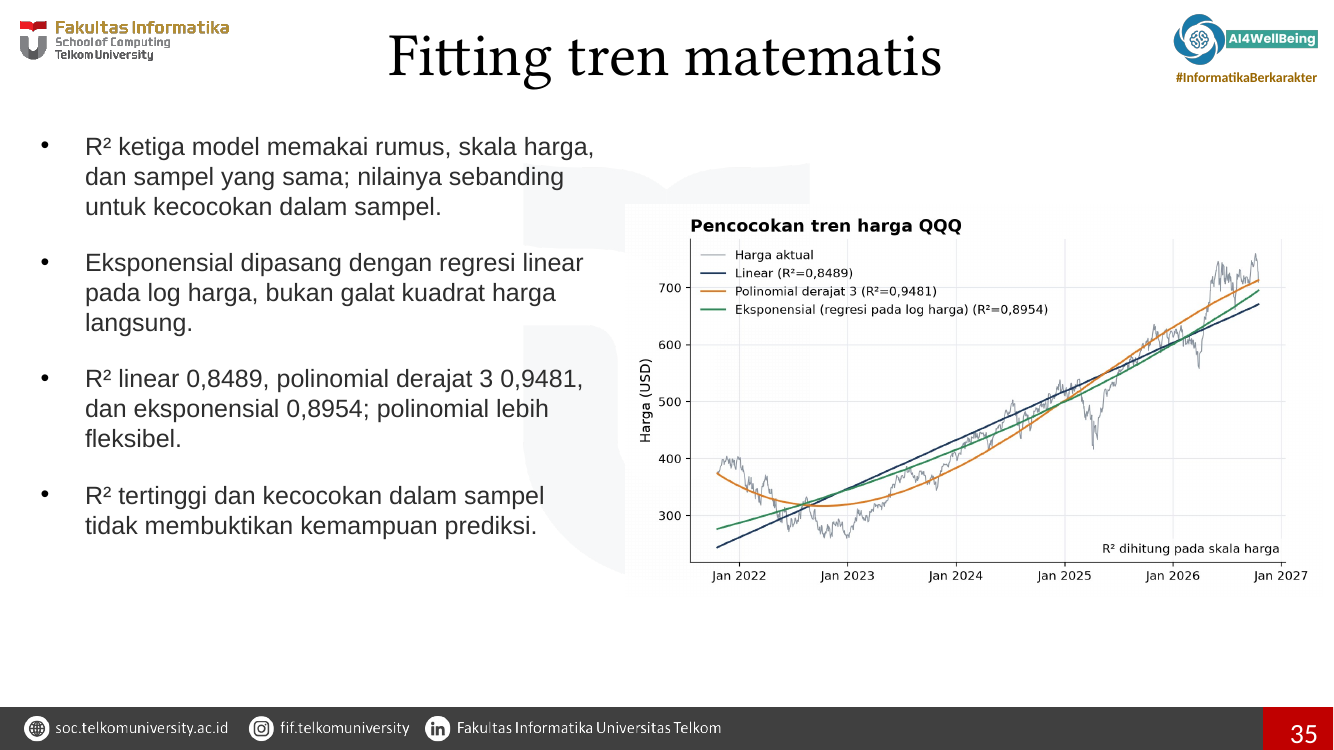 Fakultas Informatika
School of Computing
Telkom University
Fitting tren matematis
AI4WellBeing
#InformatikaBerkarakter
• R² ketiga model memakai rumus, skala harga,
dan sampel yang sama; nilainya sebanding
untuk kecocokan dalam sampel.
• Eksponensial dipasang dengan regresi linear
pada log harga, bukan galat kuadrat harga
langsung.
• R² linear 0,8489, polinomial derajat 3 0,9481,
dan eksponensial 0,8954; polinomial lebih
fleksibel.
• R² tertinggi dan kecocokan dalam sampel
tidak membuktikan kemampuan prediksi.
Pencocokan tren harga QQQ
Harga aktual
Linear (R²=0,8489)
Polinomial derajat 3 (R²=0,9481)
Eksponensial (regresi pada log harga) (R²=0,8954)
Harga (USD)
700
600
500
400
300
R² dihitung pada skala harga
Jan 2022 Jan 2023 Jan 2024 Jan 2025 Jan 2026 Jan 2027
soc.telkomuniversity.ac.id fif.telkomuniversity Fakultas Informatika Universitas Telkom
35